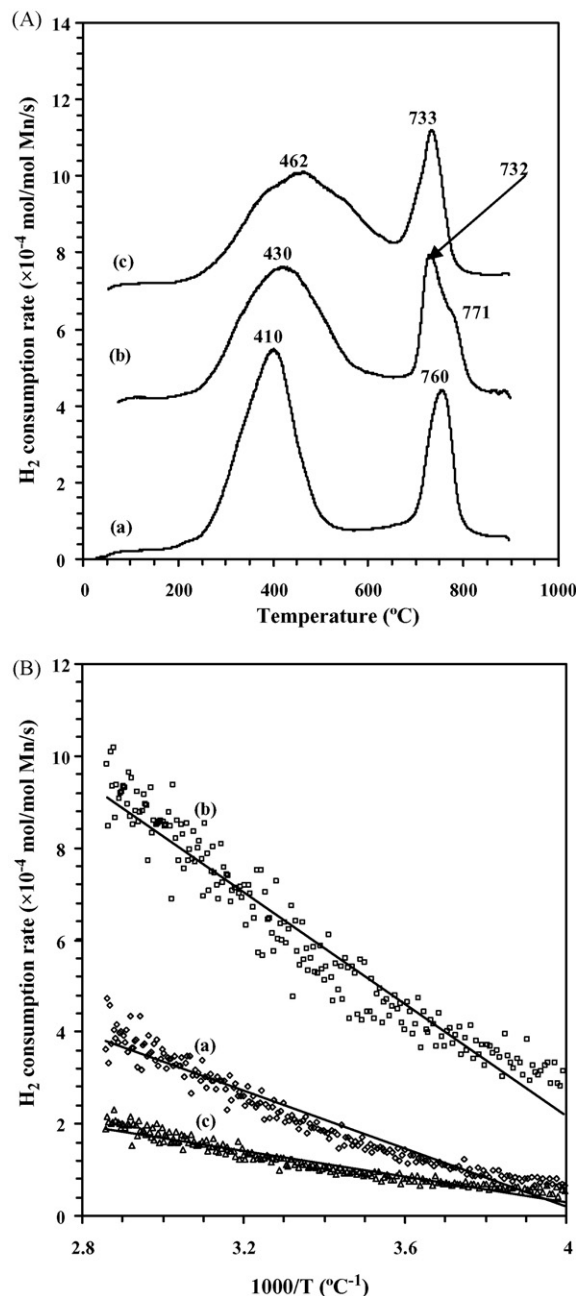 (A)
14
12
10
8
6
4
2
0
H₂ consumption rate (×10⁻⁴ mol/mol Mn/s)
733
732
462
(c)
430
771
(b)
410
760
(a)
0 200 400 600 800 1000
Temperature (ºC)
(B)
12
10
8
6
4
2
0
H₂ consumption rate (×10⁻⁴ mol/mol Mn/s)
(b)
(a)
(c)
2.8 3.2 3.6 4
1000/T (ºC⁻¹)